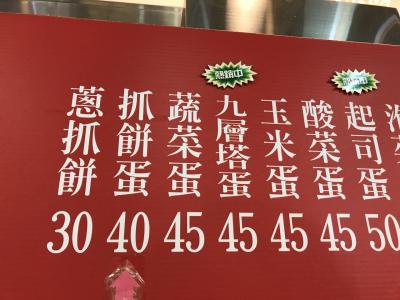 熱銷中
蔥抓餅 30
抓餅蛋 40
蔬菜蛋 45
九層塔蛋 45
玉米蛋 45
酸菜蛋 45
起司蛋 50